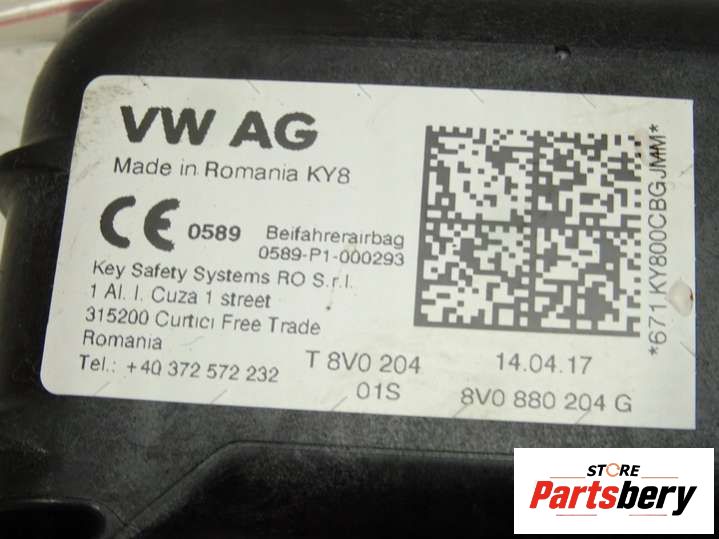 VW AG
Made in Romania KY8
CE 0589 Beifahrerairbag
0589-P1-000293
Key Safety Systems RO S.r.l.
1 Al. I. Cuza 1 street
315200 Curtici Free Trade
Romania
Tel.: +40 372 572 232
T 8V0 204 14.04.17
01S 8V0 880 204 G
*671 KY800CBGJMM*
STORE
Partsbery